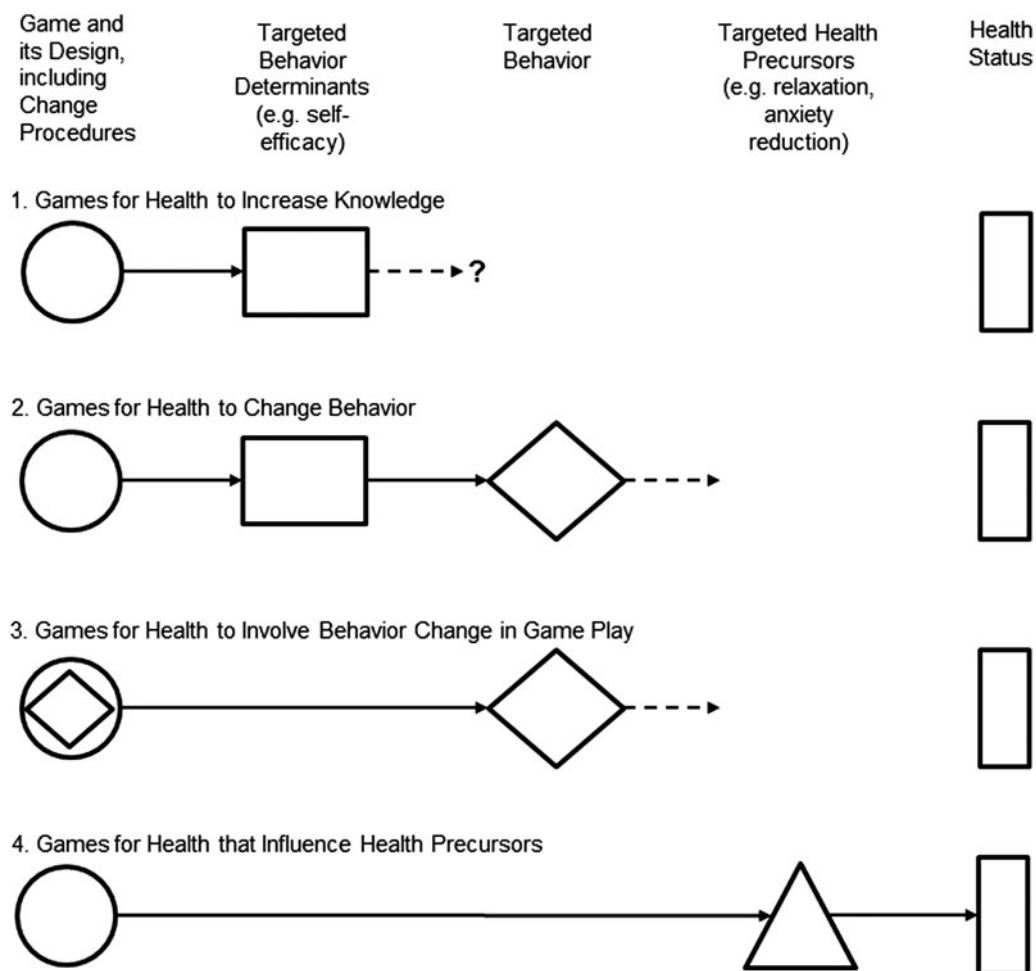 Game and
its Design,
including
Change
Procedures
Targeted
Behavior
Determinants
(e.g. self-
efficacy)
Targeted
Behavior
Targeted Health
Precursors
(e.g. relaxation,
anxiety
reduction)
Health
Status
1. Games for Health to Increase Knowledge
?
2. Games for Health to Change Behavior
3. Games for Health to Involve Behavior Change in Game Play
4. Games for Health that Influence Health Precursors